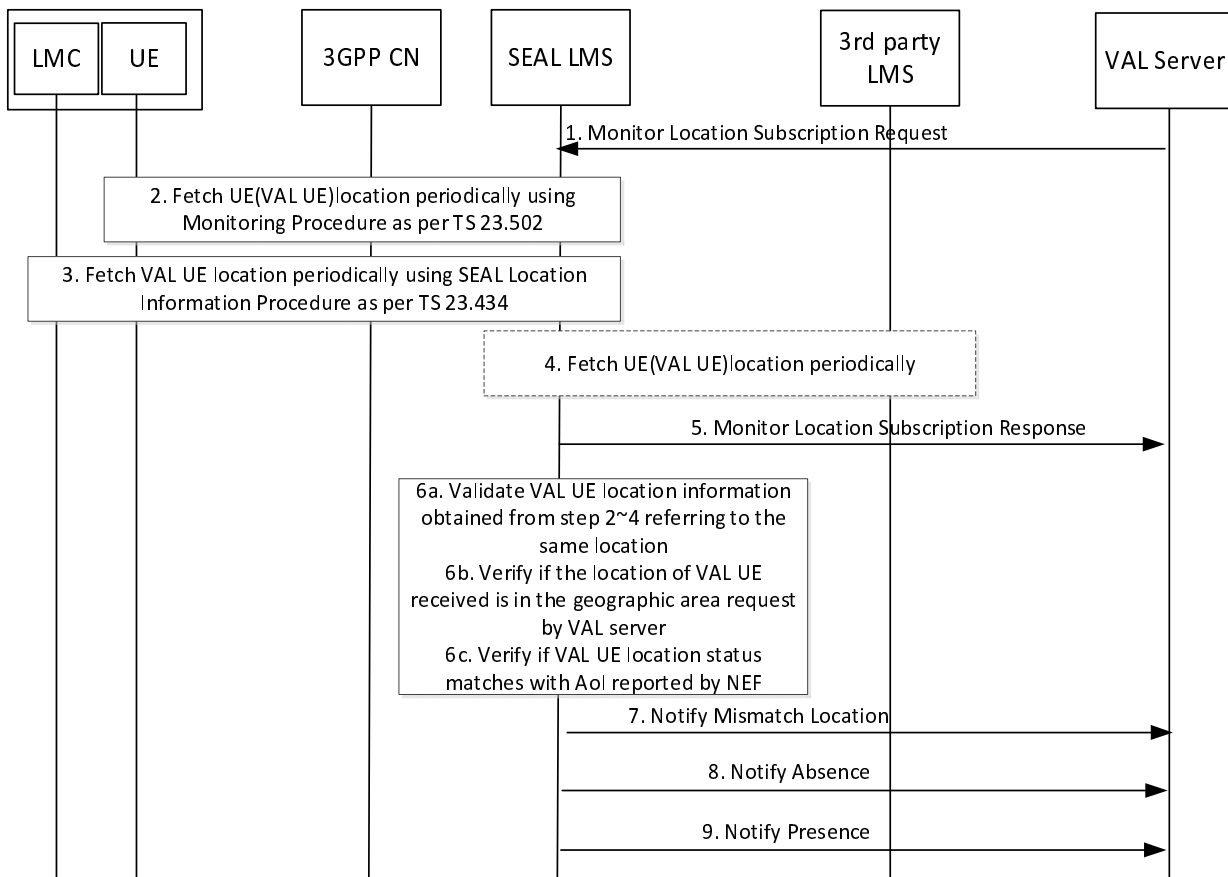 LMC
UE
3GPP CN
SEAL LMS
3rd party
LMS
VAL Server
1. Monitor Location Subscription Request
2. Fetch UE(VAL UE)location periodically using
Monitoring Procedure as per TS 23.502
3. Fetch VAL UE location periodically using SEAL Location
Information Procedure as per TS 23.434
4. Fetch UE(VAL UE)location periodically
5. Monitor Location Subscription Response
6a. Validate VAL UE location information
obtained from step 2~4 referring to the
same location
6b. Verify if the location of VAL UE
received is in the geographic area request
by VAL server
6c. Verify if VAL UE location status
matches with AoI reported by NEF
7. Notify Mismatch Location
8. Notify Absence
9. Notify Presence